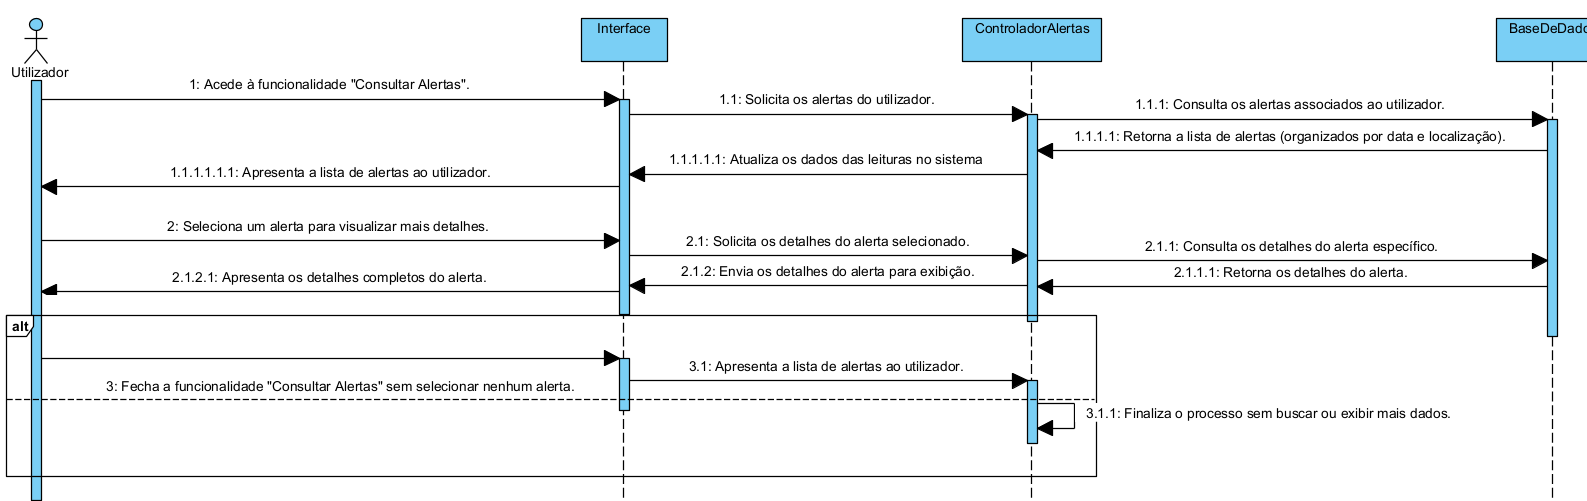 Utilizador
Interface
ControladorAlertas
BaseDeDado
1: Acede à funcionalidade "Consultar Alertas".
1.1: Solicita os alertas do utilizador.
1.1.1: Consulta os alertas associados ao utilizador.
1.1.1.1: Retorna a lista de alertas (organizados por data e localização).
1.1.1.1.1: Atualiza os dados das leituras no sistema
1.1.1.1.1.1: Apresenta a lista de alertas ao utilizador.
2: Seleciona um alerta para visualizar mais detalhes.
2.1: Solicita os detalhes do alerta selecionado.
2.1.1: Consulta os detalhes do alerta específico.
2.1.1.1: Retorna os detalhes do alerta.
2.1.2: Envia os detalhes do alerta para exibição.
2.1.2.1: Apresenta os detalhes completos do alerta.
alt
3.1: Apresenta a lista de alertas ao utilizador.
3: Fecha a funcionalidade "Consultar Alertas" sem selecionar nenhum alerta.
3.1.1: Finaliza o processo sem buscar ou exibir mais dados.